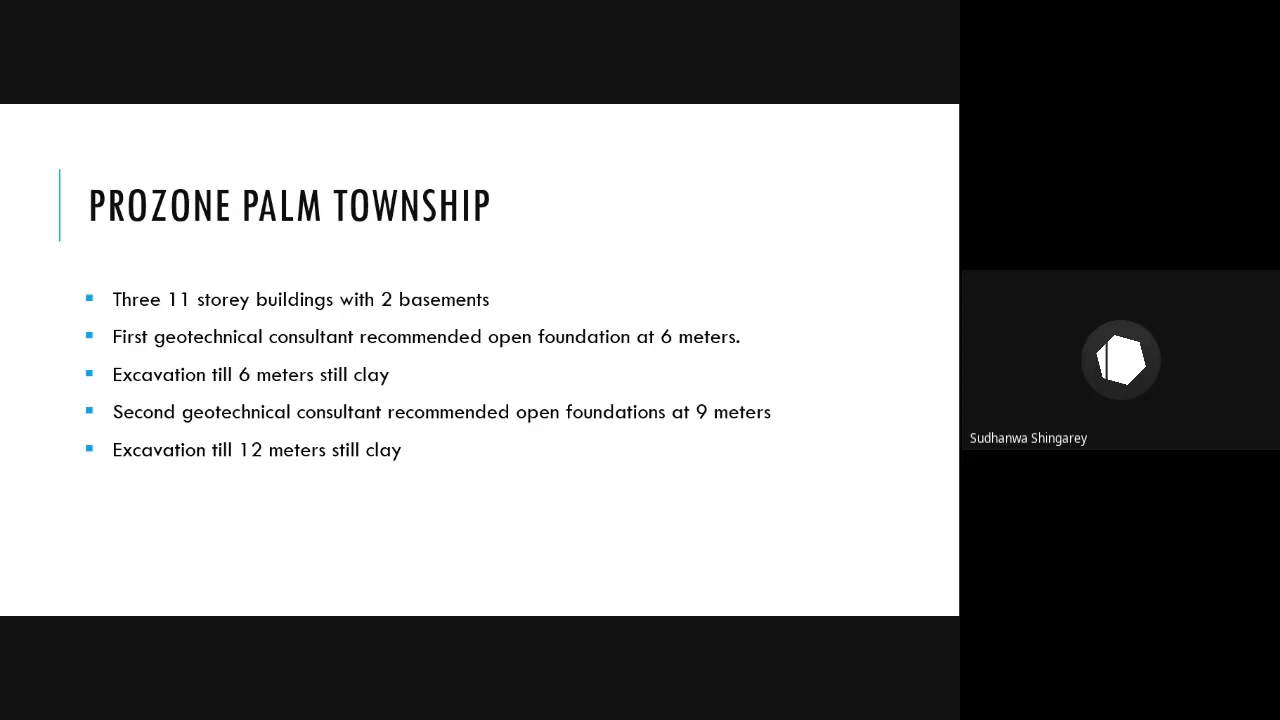 PROZONE PALM TOWNSHIP
Three 11 storey buildings with 2 basements
First geotechnical consultant recommended open foundation at 6 meters.
Excavation till 6 meters still clay
Second geotechnical consultant recommended open foundations at 9 meters
Excavation till 12 meters still clay
Sudhanwa Shingarey